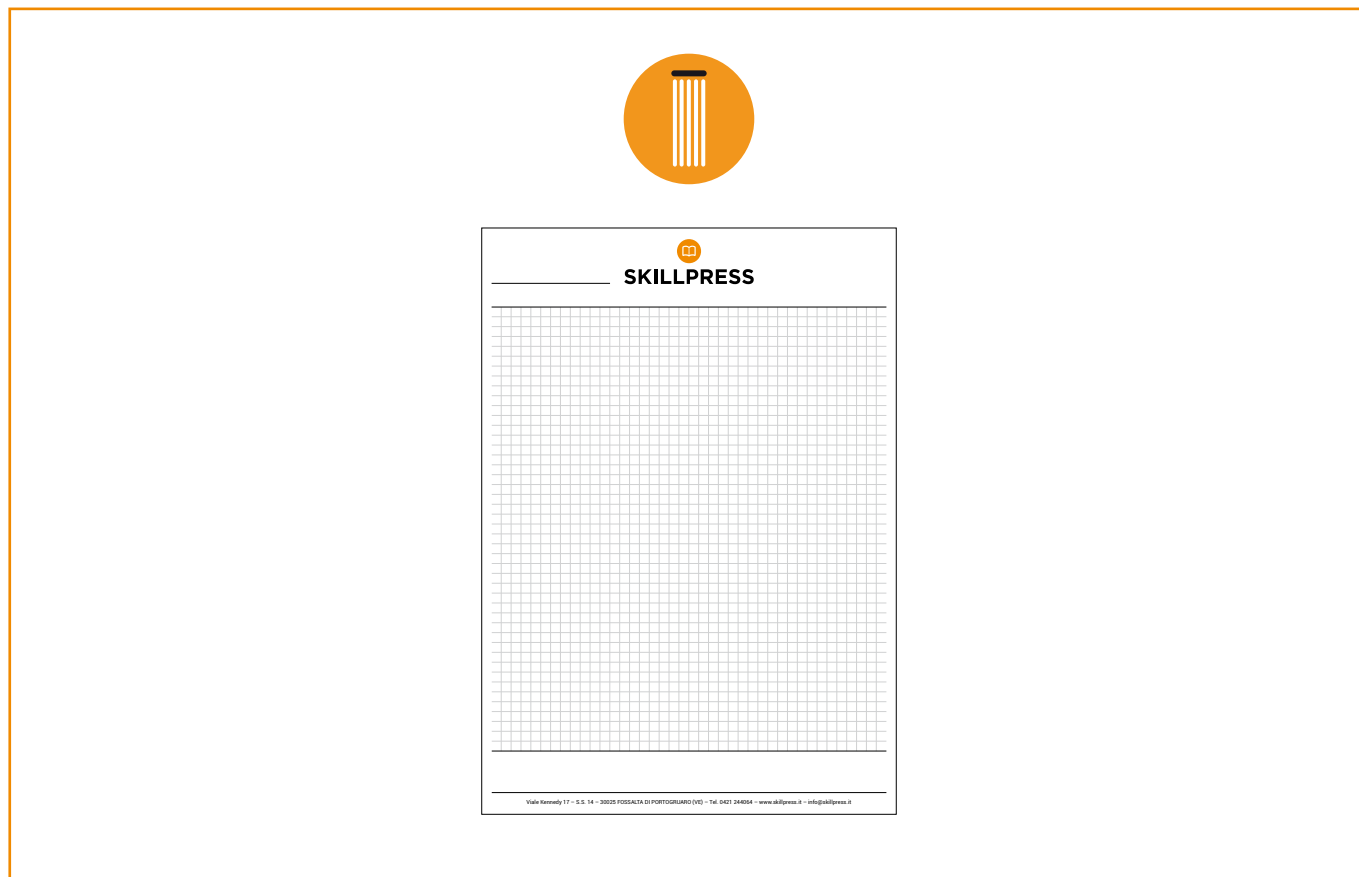 SKILLPRESS
Viale Kennedy 17 – S.S. 14 – 30025 FOSSALTA DI PORTOGRUARO (VE) – Tel. 0421 244064 – www.skillpress.it – info@skillpress.it